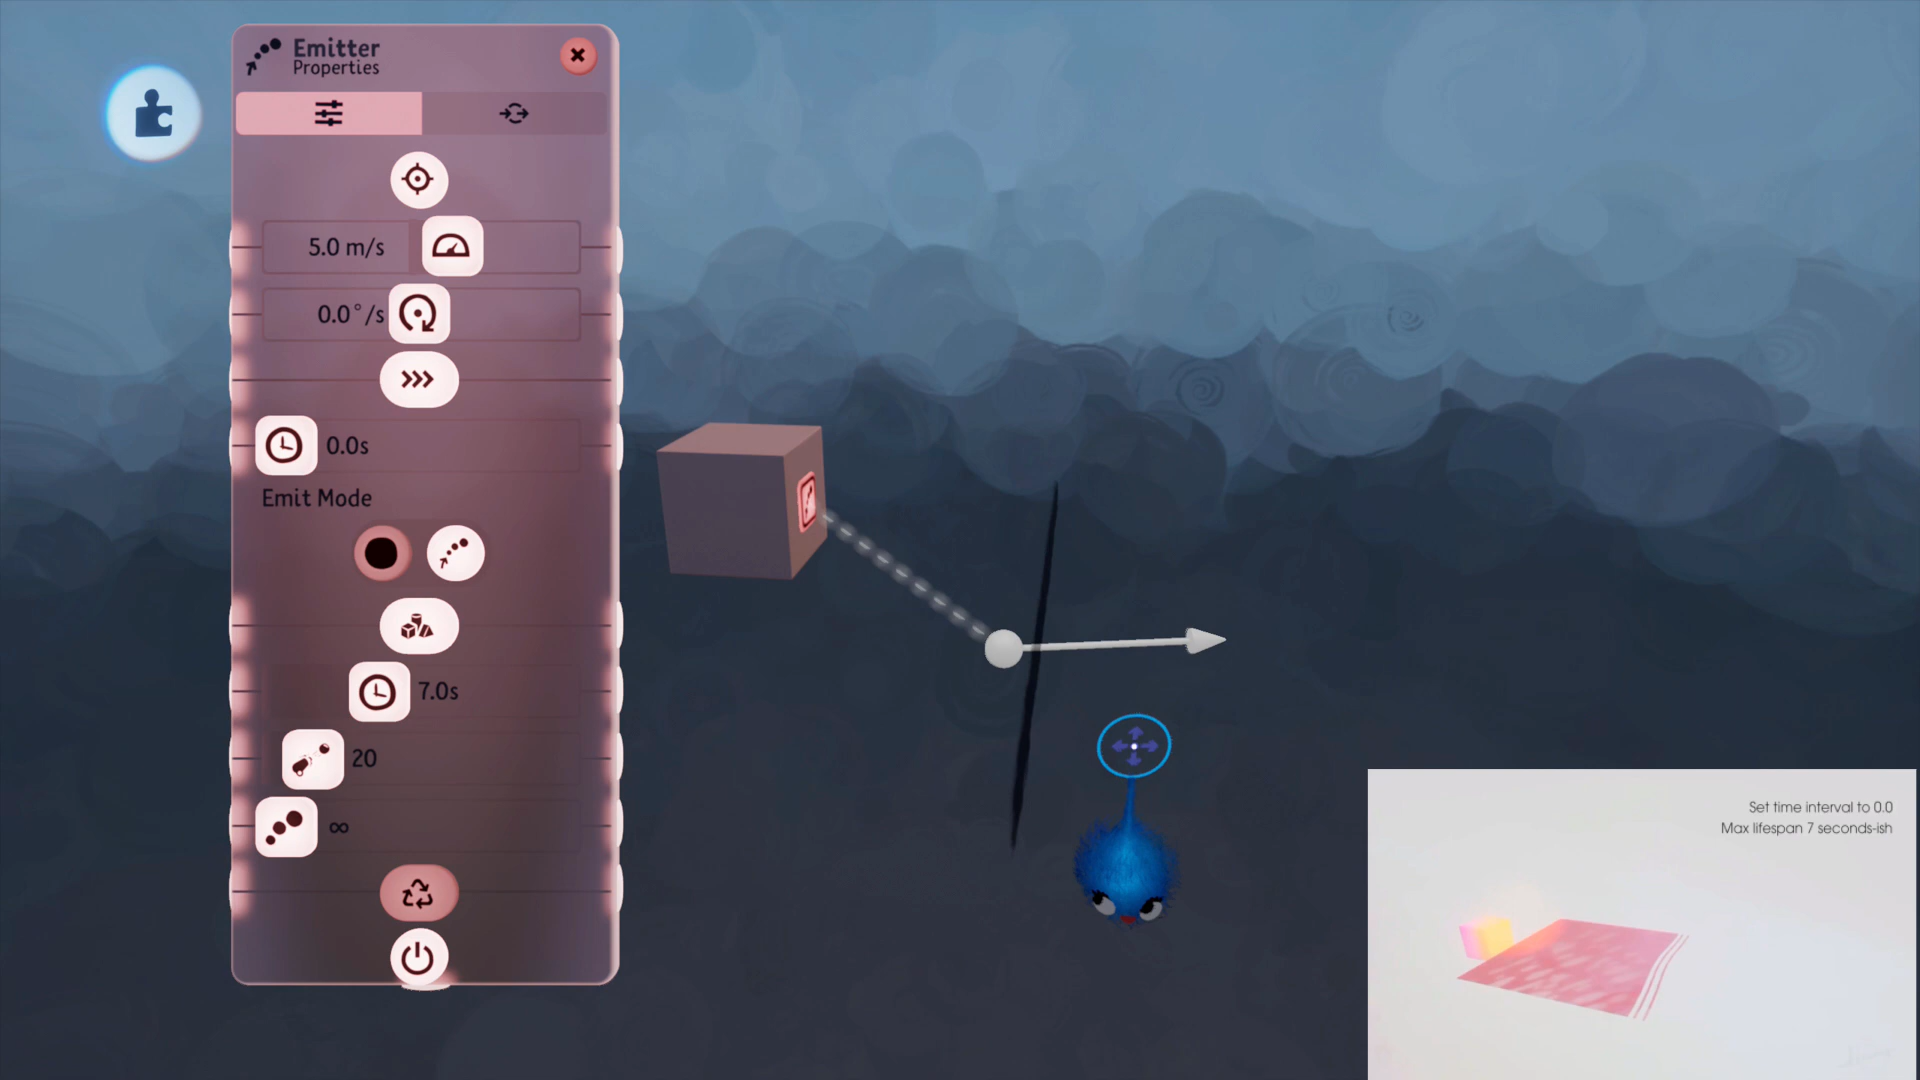 Emitter
Properties
5.0 m/s
0.0°/s
0.0s
Emit Mode
7.0s
20
∞
Set time interval to 0.0
Max lifespan 7 seconds-ish